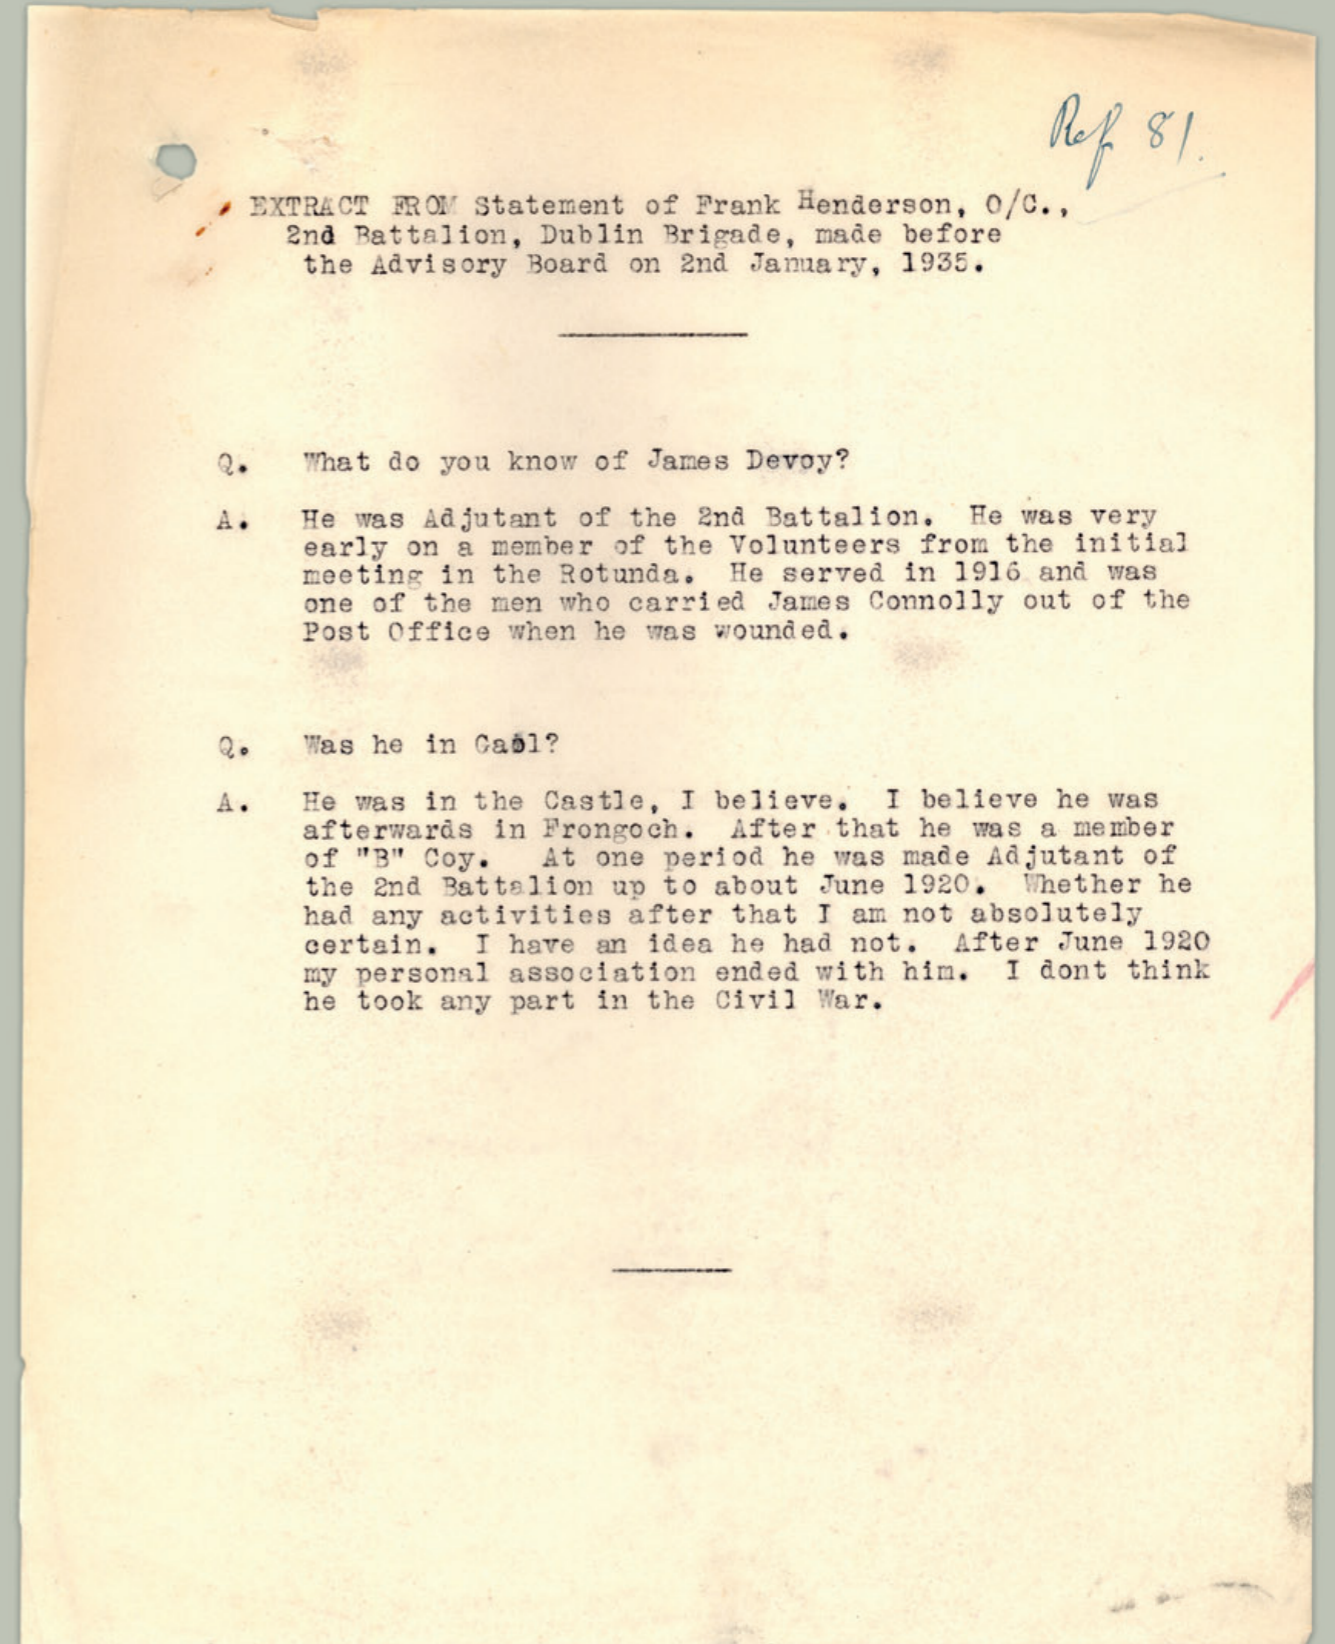 Ref 81.
EXTRACT FROM Statement of Frank Henderson, O/C.,
2nd Battalion, Dublin Brigade, made before
the Advisory Board on 2nd January, 1935.
Q. What do you know of James Devoy?
A. He was Adjutant of the 2nd Battalion. He was very
early on a member of the Volunteers from the initial
meeting in the Rotunda. He served in 1916 and was
one of the men who carried James Connolly out of the
Post Office when he was wounded.
Q. Was he in Gaol?
A. He was in the Castle, I believe. I believe he was
afterwards in Frongoch. After that he was a member
of "B" Coy. At one period he was made Adjutant of
the 2nd Battalion up to about June 1920. Whether he
had any activities after that I am not absolutely
certain. I have an idea he had not. After June 1920
my personal association ended with him. I dont think
he took any part in the Civil War.